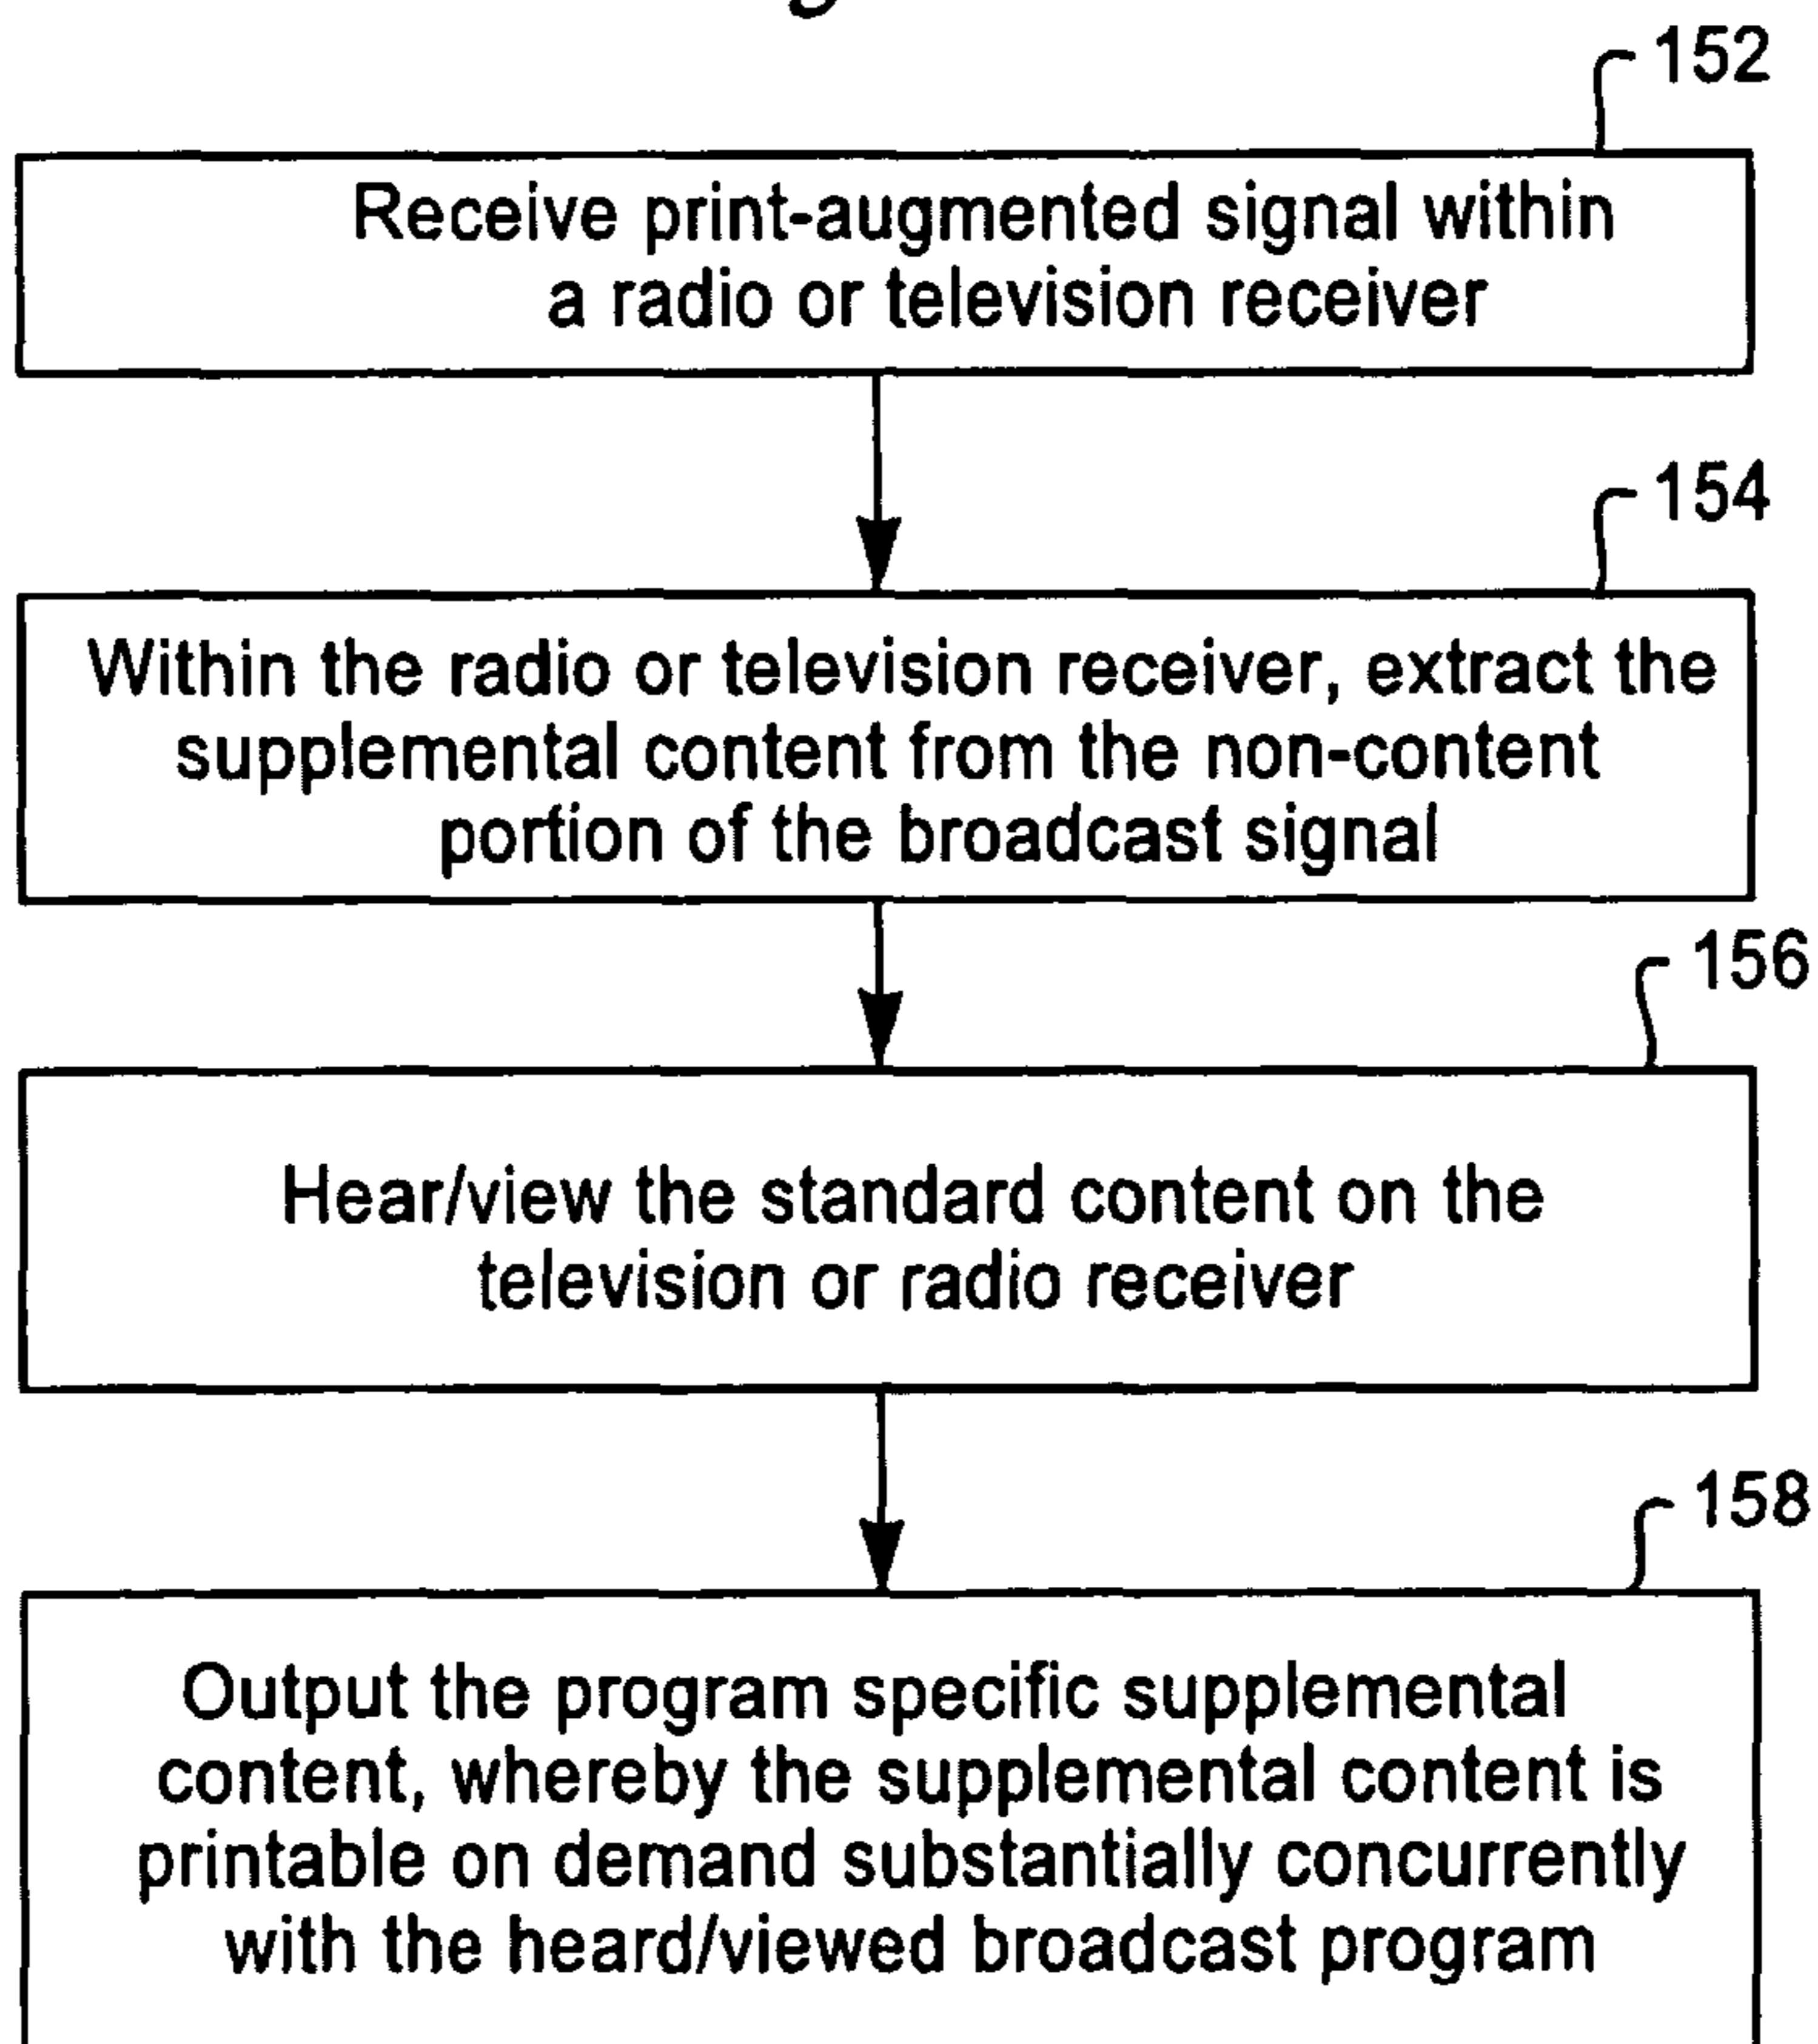 152
Receive print-augmented signal within
a radio or television receiver
154
Within the radio or television receiver, extract the
supplemental content from the non-content
portion of the broadcast signal
156
Hear/view the standard content on the
television or radio receiver
158
Output the program specific supplemental
content, whereby the supplemental content is
printable on demand substantially concurrently
with the heard/viewed broadcast program